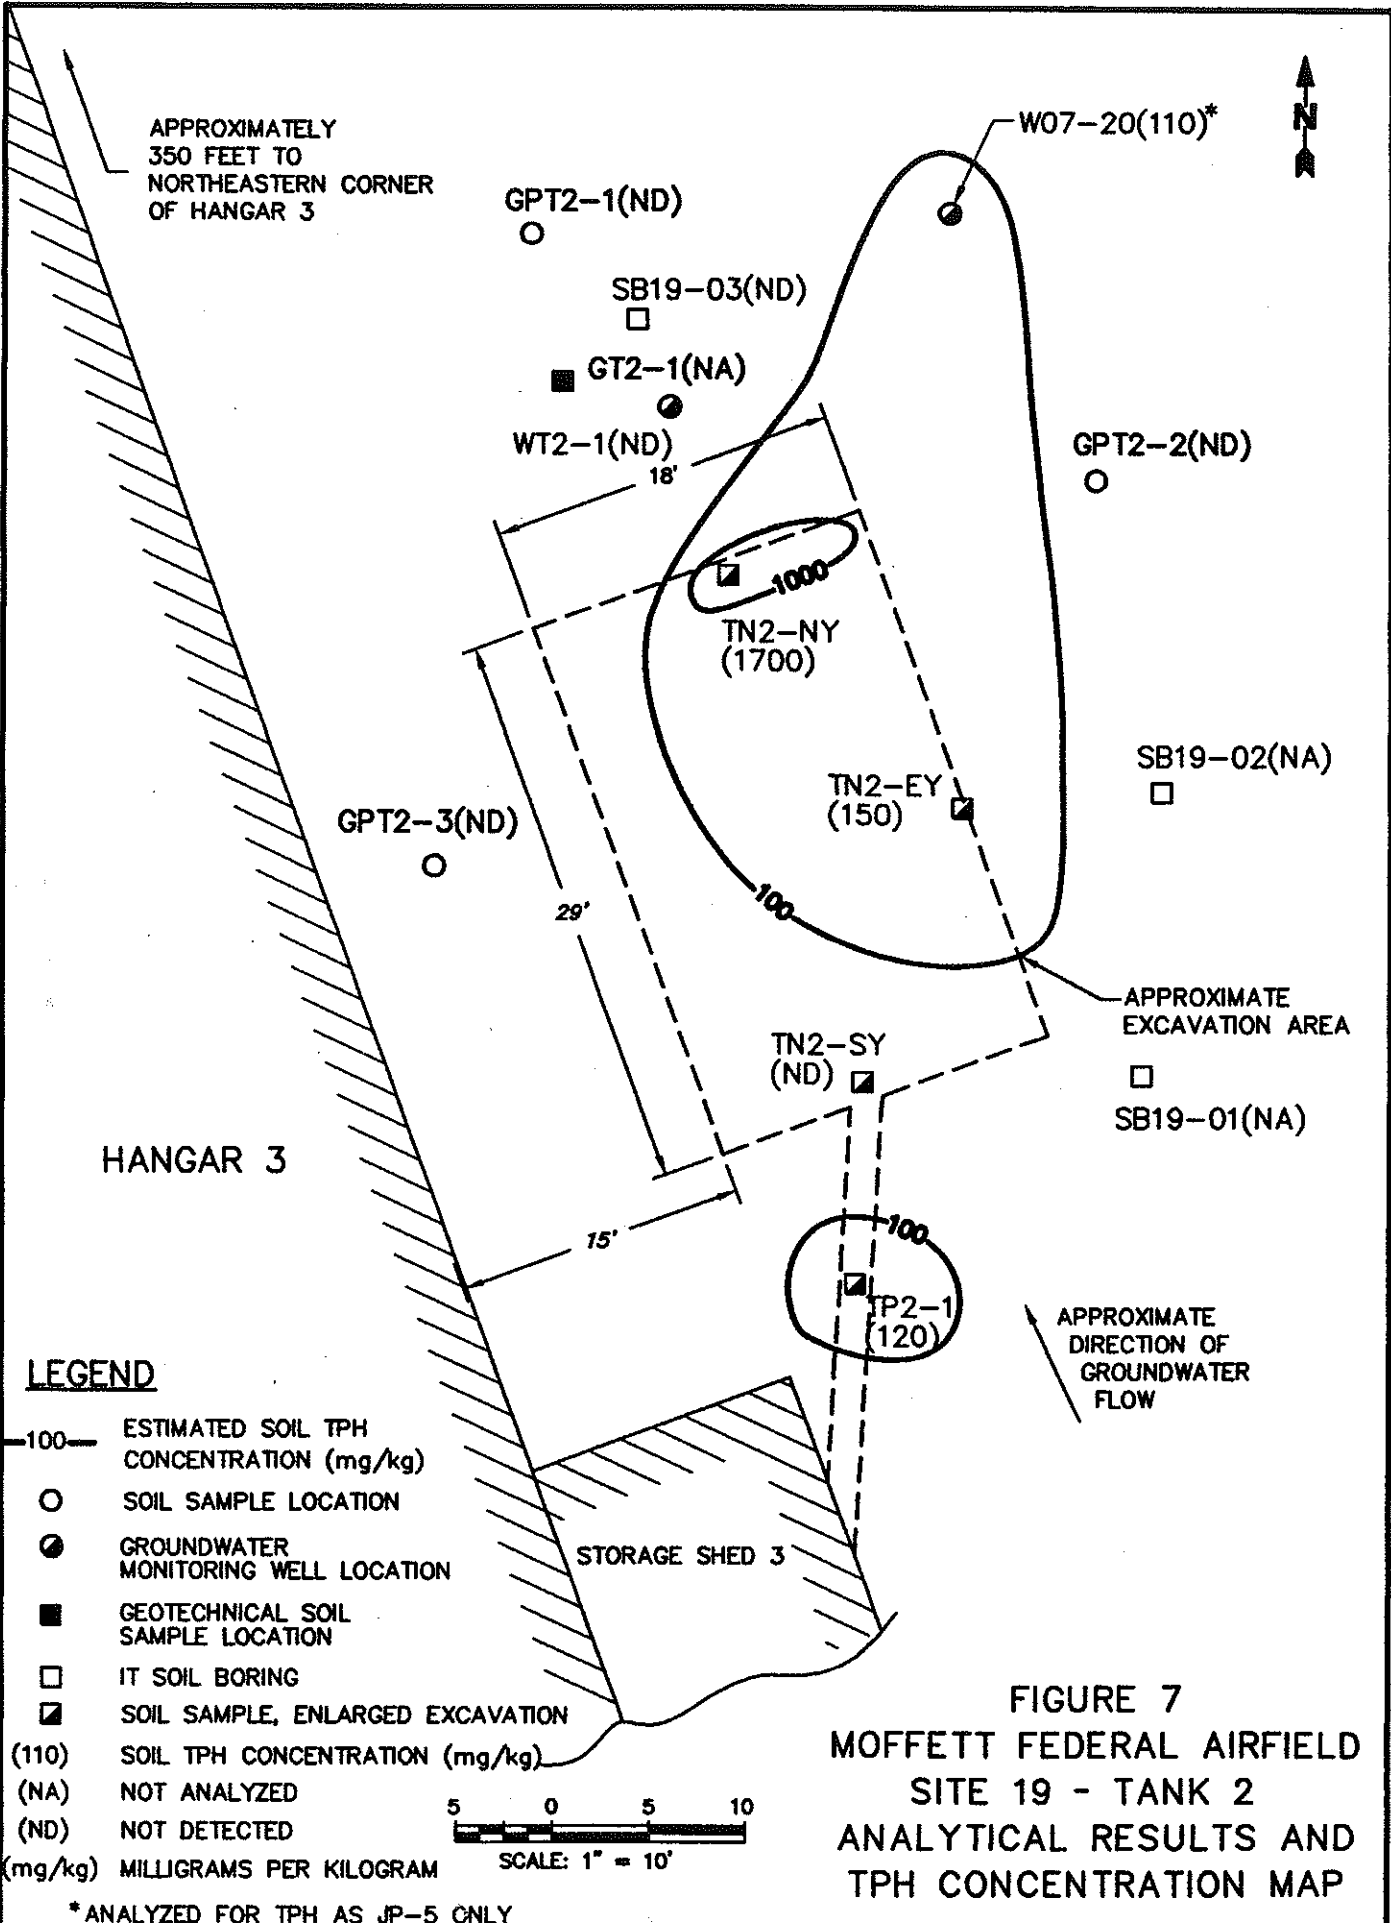 APPROXIMATELY
350 FEET TO
NORTHEASTERN CORNER
OF HANGAR 3
W07-20(110)*
N
GPT2-1(ND)
SB19-03(ND)
GT2-1(NA)
WT2-1(ND)
18'
GPT2-2(ND)
1000
TN2-NY
(1700)
SB19-02(NA)
TN2-EY
(150)
GPT2-3(ND)
100
29'
APPROXIMATE
EXCAVATION AREA
TN2-SY
(ND)
SB19-01(NA)
HANGAR 3
100
15'
TP2-1
(120)
APPROXIMATE
DIRECTION OF
GROUNDWATER
FLOW
LEGEND
100 ESTIMATED SOIL TPH
CONCENTRATION (mg/kg)
SOIL SAMPLE LOCATION
GROUNDWATER
MONITORING WELL LOCATION
GEOTECHNICAL SOIL
SAMPLE LOCATION
IT SOIL BORING
SOIL SAMPLE, ENLARGED EXCAVATION
(110) SOIL TPH CONCENTRATION (mg/kg)
(NA) NOT ANALYZED
(ND) NOT DETECTED
(mg/kg) MILLIGRAMS PER KILOGRAM
*ANALYZED FOR TPH AS JP-5 ONLY
STORAGE SHED 3
5 0 5 10
SCALE: 1" = 10'
FIGURE 7
MOFFETT FEDERAL AIRFIELD
SITE 19 - TANK 2
ANALYTICAL RESULTS AND
TPH CONCENTRATION MAP